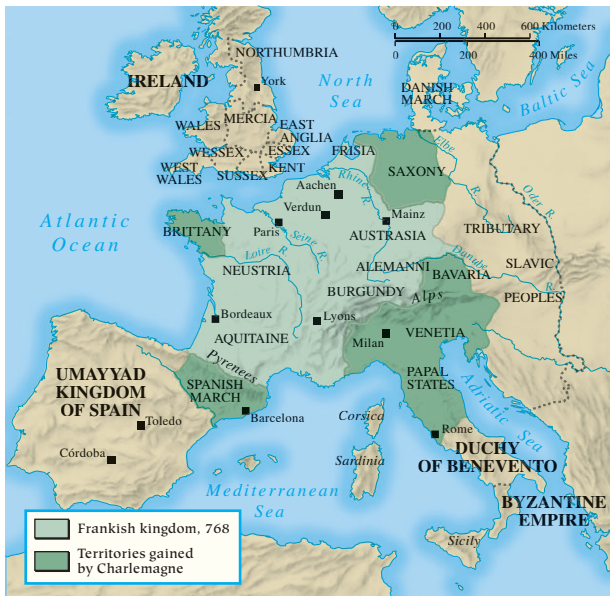 0 200 400 600 Kilometers
0 200 400 Miles
NORTHUMBRIA
IRELAND
York
North
Sea
DANISH
MARCH
Baltic Sea
MERCIA
WALES
EAST
ANGLIA
WESSEX
ESSEX
WEST
WALES
SUSSEX
KENT
FRISIA
SAXONY
Elbe R.
Oder R.
Aachen
Rhine R.
Verdun
Mainz
Atlantic
Ocean
BRITTANY
Paris
Seine R.
AUSTRASIA
TRIBUTARY
SLAVIC
PEOPLES
Loire R.
NEUSTRIA
ALEMANNI
Danube R.
BAVARIA
BURGUNDY
Alps
Bordeaux
Lyons
AQUITAINE
Milan
VENETIA
Pyrenees
UMAYYAD
KINGDOM
OF SPAIN
SPANISH
MARCH
PAPAL
STATES
Adriatic Sea
Toledo
Barcelona
Corsica
Rome
Córdoba
Sardinia
DUCHY
OF BENEVENTO
Mediterranean
Sea
BYZANTINE
EMPIRE
Sicily
Frankish kingdom, 768
Territories gained
by Charlemagne